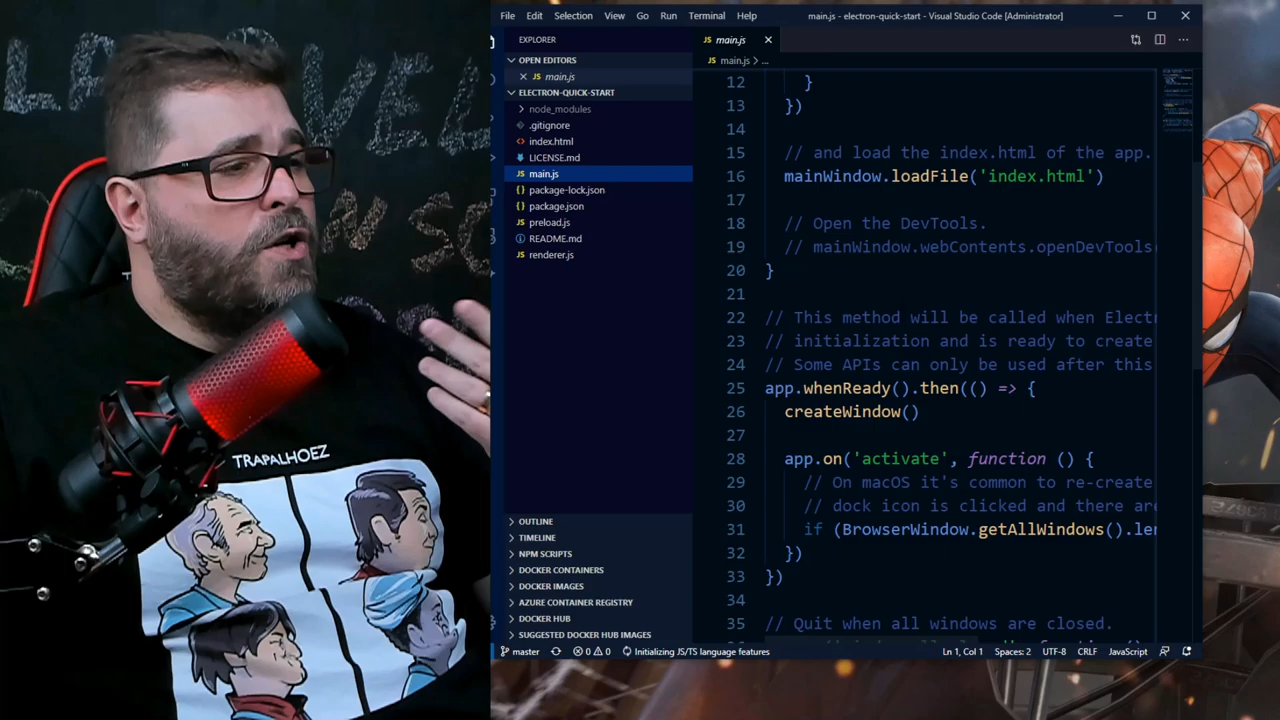 File Edit Selection View Go Run Terminal Help
main.js - electron-quick-start - Visual Studio Code [Administrator]
EXPLORER
OPEN EDITORS
JS main.js
ELECTRON-QUICK-START
node_modules
.gitignore
index.html
LICENSE.md
JS main.js
package-lock.json
package.json
JS preload.js
README.md
JS renderer.js
OUTLINE
TIMELINE
NPM SCRIPTS
DOCKER CONTAINERS
DOCKER IMAGES
AZURE CONTAINER REGISTRY
DOCKER HUB
SUGGESTED DOCKER HUB IMAGES
JS main.js
JS main.js > ...
12 }
13 })
14
15 // and load the index.html of the app.
16 mainWindow.loadFile('index.html')
17
18 // Open the DevTools.
19 // mainWindow.webContents.openDevTools(
20 }
21
22 // This method will be called when Electr
23 // initialization and is ready to create
24 // Some APIs can only be used after this
25 app.whenReady().then(() => {
26 createWindow()
27
28 app.on('activate', function () {
29 // On macOS it's common to re-create
30 // dock icon is clicked and there are
31 if (BrowserWindow.getAllWindows().len
32 })
33 })
34
35 // Quit when all windows are closed.
master 0 0 Initializing JS/TS language features Ln 1, Col 1 Spaces: 2 UTF-8 CRLF JavaScript
TRAPALHOEZ